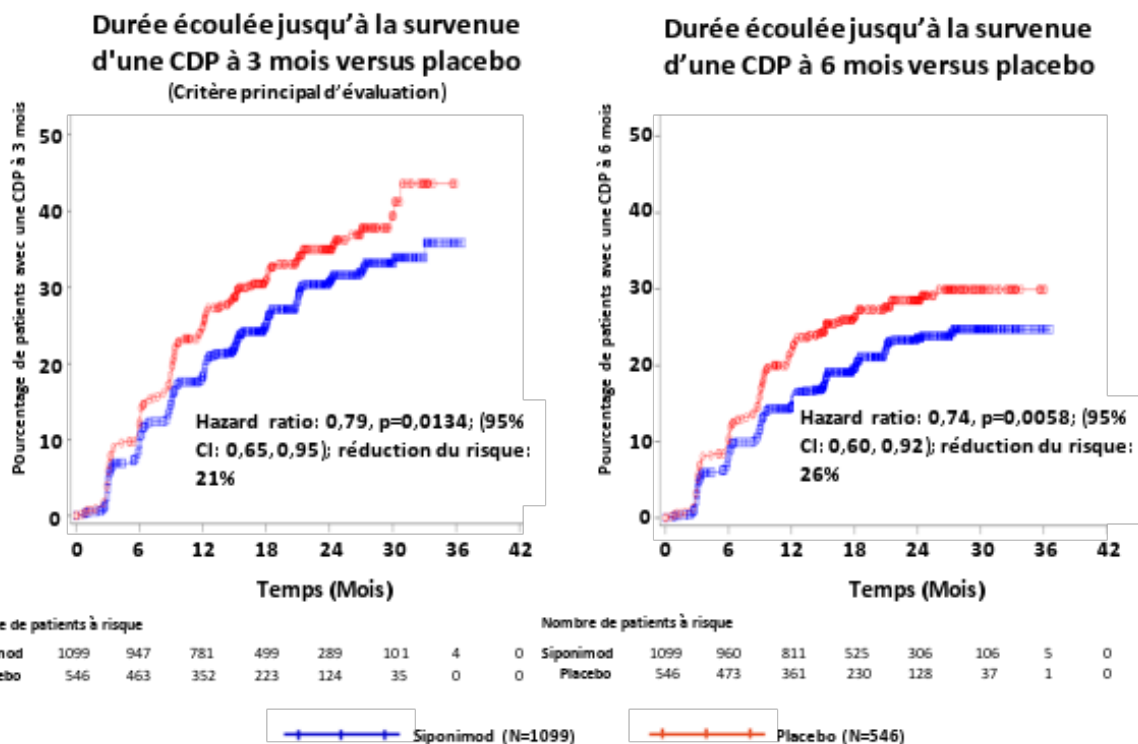 Durée écoulée jusqu'à la survenue
d'une CDP à 3 mois versus placebo
(Critère principal d'évaluation)
Pourcentage de patients avec une CDP à 3 mois
50
40
30
20
10
0
Hazard ratio: 0,79, p=0,0134; (95%
CI: 0,65, 0,95); réduction du risque:
21%
0 6 12 18 24 30 36 42
Temps (Mois)
e de patients à risque
mod 1099 947 781 499 289 101 4 0
ebo 546 463 352 223 124 35 0 0
Durée écoulée jusqu'à la survenue
d'une CDP à 6 mois versus placebo
Pourcentage de patients avec une CDP à 6 mois
50
40
30
20
10
0
Hazard ratio: 0,74, p=0,0058; (95%
CI: 0,60, 0,92); réduction du risque:
26%
0 6 12 18 24 30 36 42
Temps (Mois)
Nombre de patients à risque
Siponimod 1099 960 811 525 306 106 5 0
Placebo 546 473 361 230 128 37 1 0
Siponimod (N=1099)
Placebo (N=546)